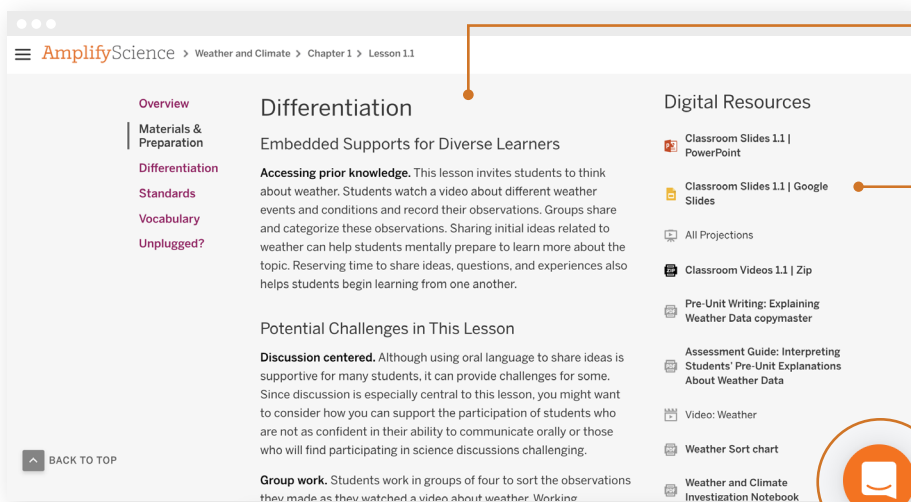 AmplifyScience > Weather and Climate > Chapter 1 > Lesson 1.1
Overview
Materials &
Preparation
Differentiation
Standards
Vocabulary
Unplugged?
Differentiation
Embedded Supports for Diverse Learners
Accessing prior knowledge. This lesson invites students to think
about weather. Students watch a video about different weather
events and conditions and record their observations. Groups share
and categorize these observations. Sharing initial ideas related to
weather can help students mentally prepare to learn more about the
topic. Reserving time to share ideas, questions, and experiences also
helps students begin learning from one another.
Potential Challenges in This Lesson
Discussion centered. Although using oral language to share ideas is
supportive for many students, it can provide challenges for some.
Since discussion is especially central to this lesson, you might want
to consider how you can support the participation of students who
are not as confident in their ability to communicate orally or those
who will find participating in science discussions challenging.
Group work. Students work in groups of four to sort the observations
they made as they watched a video about weather. Working
Digital Resources
Classroom Slides 1.1 |
PowerPoint
Classroom Slides 1.1 | Google
Slides
All Projections
ZIP
Classroom Videos 1.1 | Zip
Pre-Unit Writing: Explaining
Weather Data copymaster
Assessment Guide: Interpreting
Students' Pre-Unit Explanations
About Weather Data
Video: Weather
Weather Sort chart
Weather and Climate
Investigation Notebook
BACK TO TOP